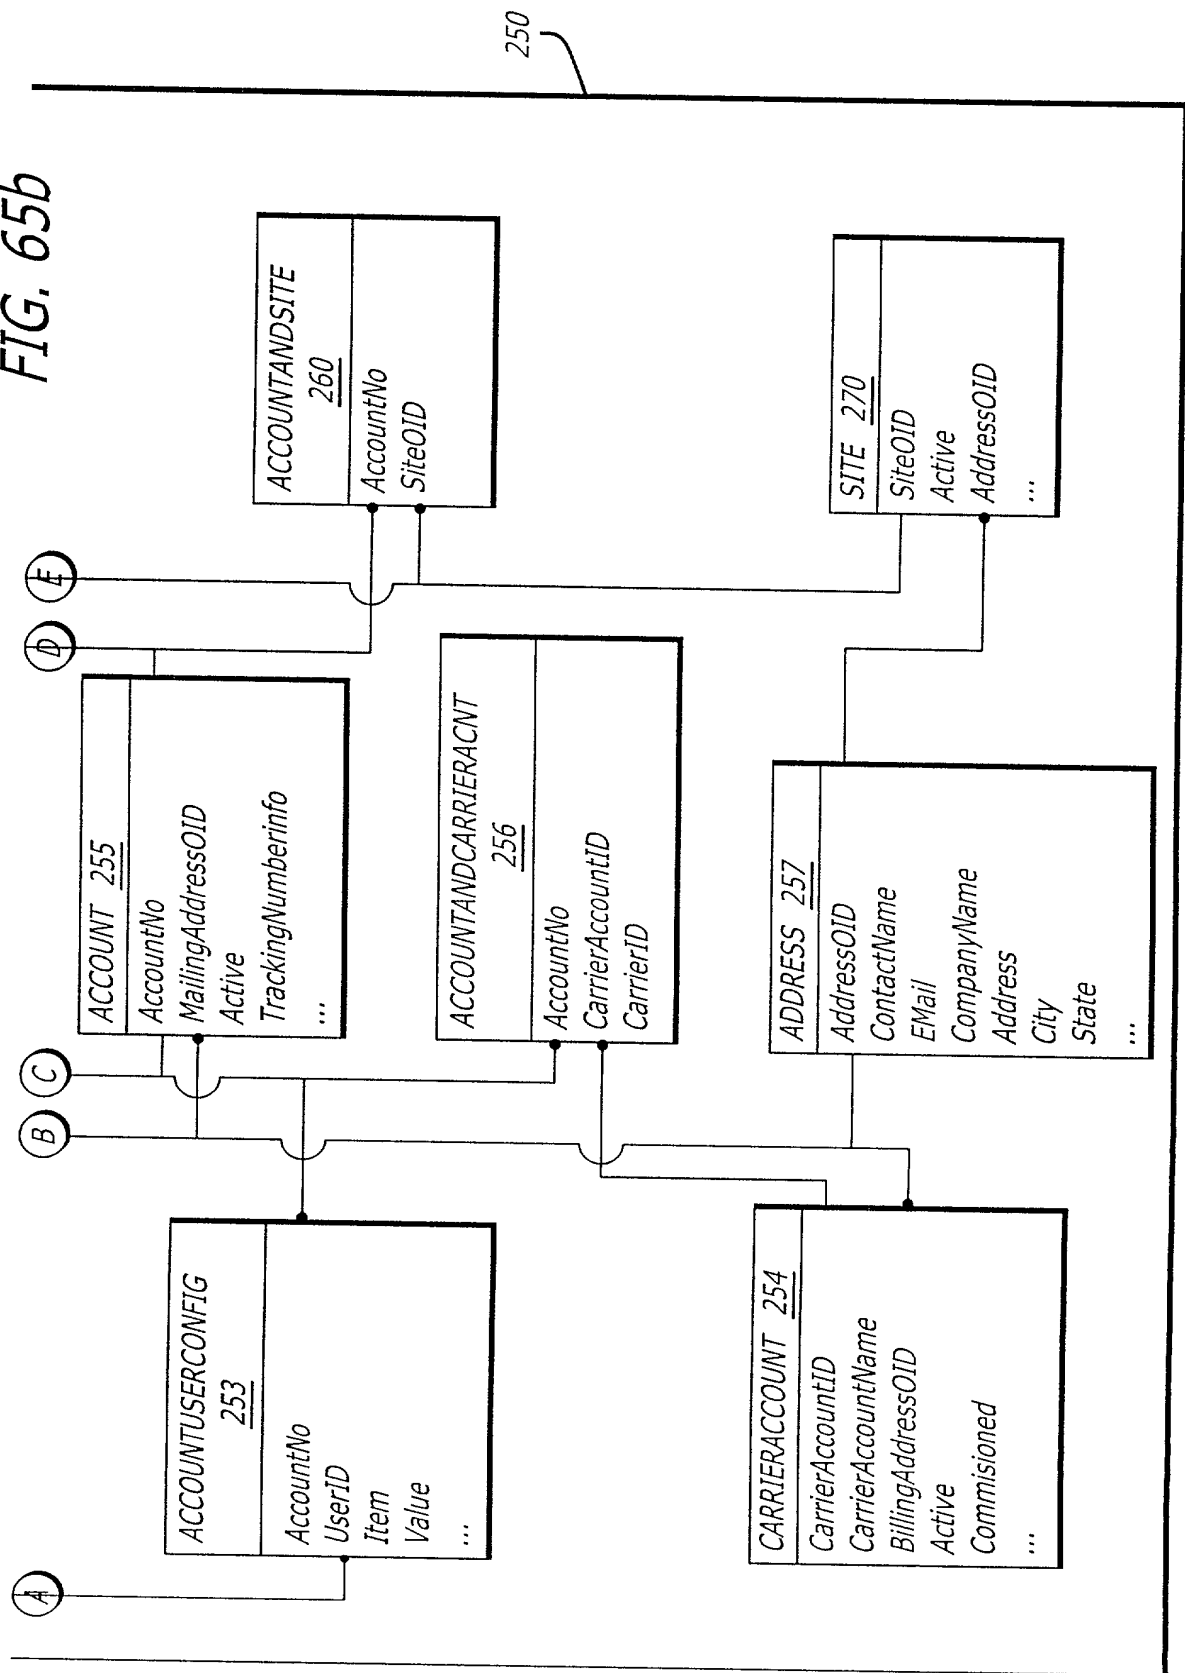 FIG. 65b
A
B
C
D
E
250
ACCOUNTUSERCONFIG
253
AccountNo
UserID
Item
Value
...
ACCOUNT 255
AccountNo
MailingAddressOID
Active
TrackingNumberinfo
...
ACCOUNTANDSITE
260
AccountNo
SiteOID
ACCOUNTANDCARRIERACNT
256
AccountNo
CarrierAccountID
CarrierID
CARRIERACCOUNT 254
CarrierAccountID
CarrierAccountName
BillingAddressOID
Active
Commisioned
...
ADDRESS 257
AddressOID
ContactName
EMail
CompanyName
Address
City
State
...
SITE 270
SiteOID
Active
AddressOID
...